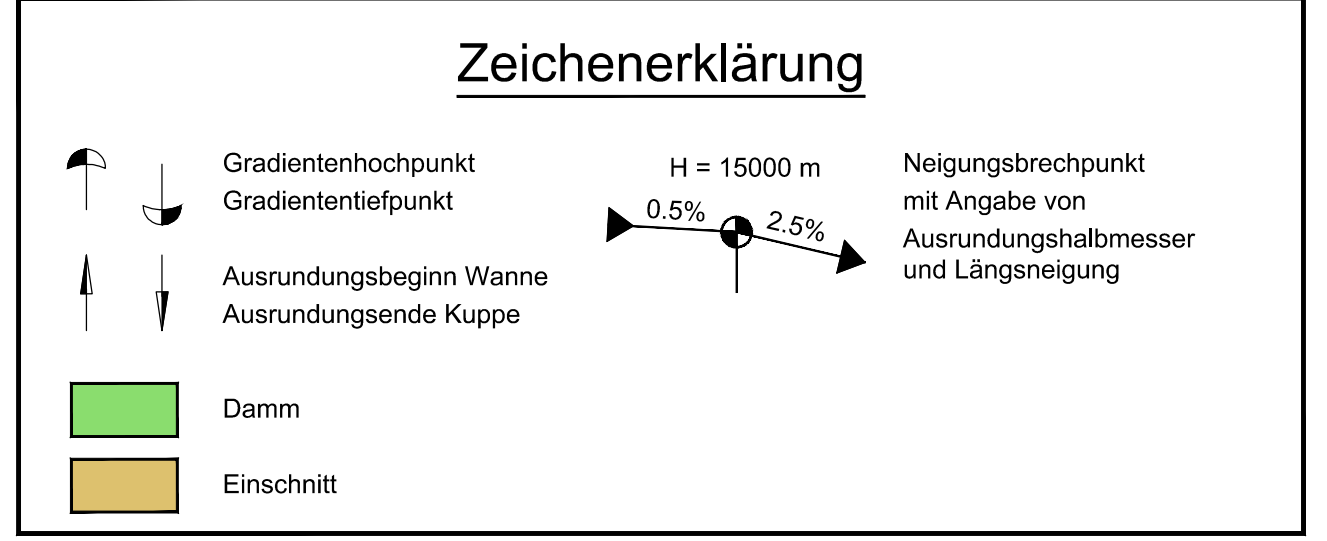 Zeichenerklärung
Gradientenhochpunkt
Gradiententiefpunkt
Ausrundungsbeginn Wanne
Ausrundungsende Kuppe
Damm
Einschnitt
H = 15000 m
0.5%
2.5%
Neigungsbrechpunkt
mit Angabe von
Ausrundungshalbmesser
und Längsneigung